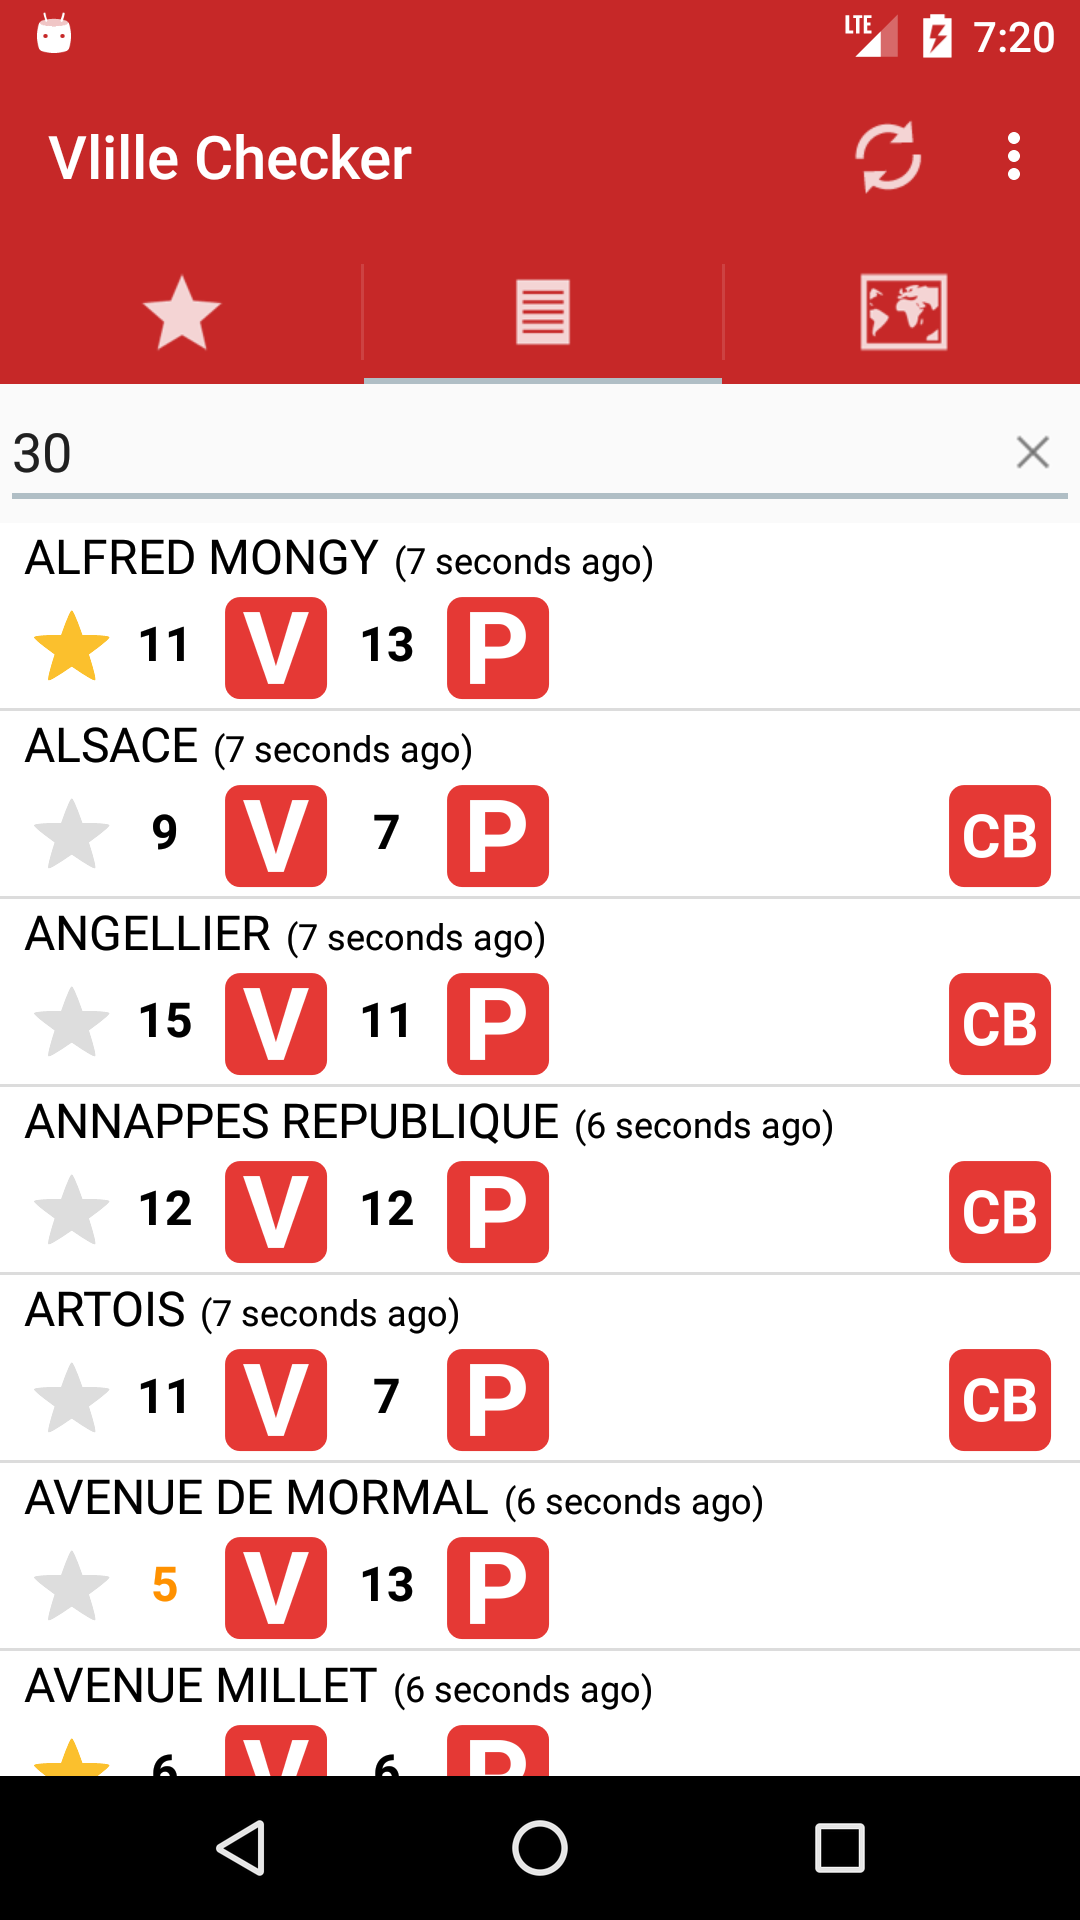 LTE 7:20
Vlille Checker
30
ALFRED MONGY (7 seconds ago)
11 V 13 P
ALSACE (7 seconds ago)
9 V 7 P CB
ANGELLIER (7 seconds ago)
15 V 11 P CB
ANNAPPES REPUBLIQUE (6 seconds ago)
12 V 12 P CB
ARTOIS (7 seconds ago)
11 V 7 P CB
AVENUE DE MORMAL (6 seconds ago)
5 V 13 P
AVENUE MILLET (6 seconds ago)
6 V 6 P